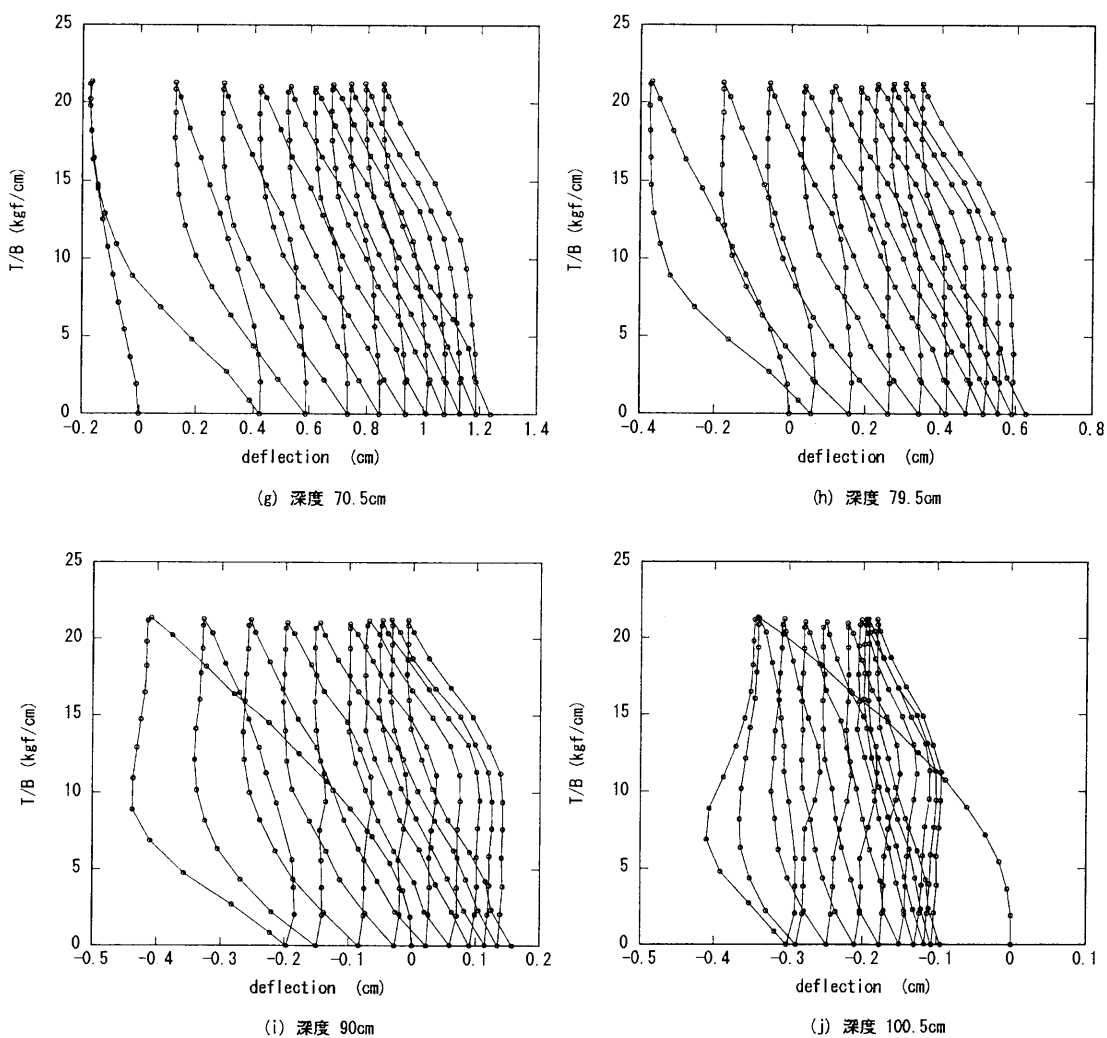 25
20
15
10
5
0
T/B (kgf/cm)
-0.2 0 0.2 0.4 0.6 0.8 1 1.2 1.4
deflection (cm)
(g) 深度 70.5cm
25
20
15
10
5
0
T/B (kgf/cm)
-0.4 -0.2 0 0.2 0.4 0.6 0.8
deflection (cm)
(h) 深度 79.5cm
25
20
15
10
5
0
T/B (kgf/cm)
-0.5 -0.4 -0.3 -0.2 -0.1 0 0.1 0.2
deflection (cm)
(i) 深度 90cm
25
20
15
10
5
0
T/B (kgf/cm)
-0.5 -0.4 -0.3 -0.2 -0.1 0 0.1
deflection (cm)
(j) 深度 100.5cm